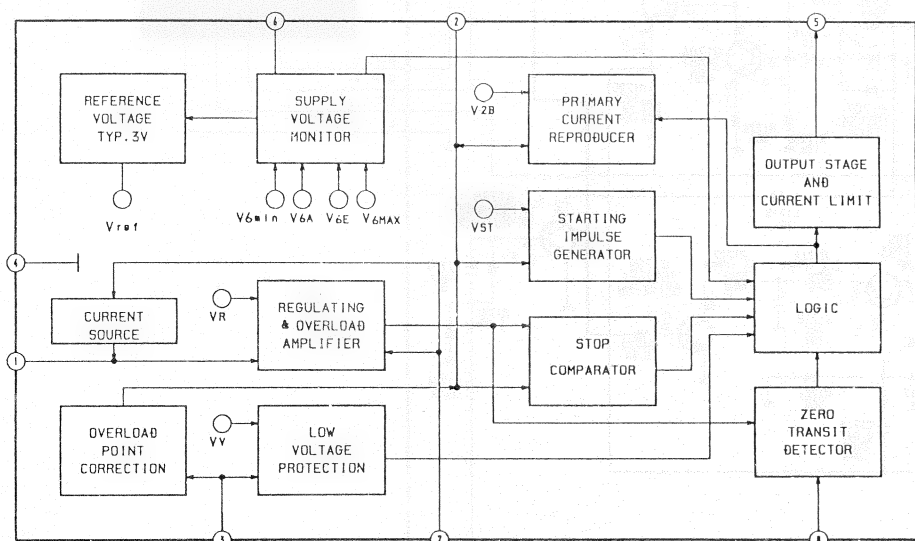 6
2
5
REFERENCE
VOLTAGE
TYP.3V
SUPPLY
VOLTAGE
MONITOR
V2B
PRIMARY
CURRENT
REPRODUCER
OUTPUT STAGE
AND
CURRENT LIMIT
Vref
V6min
V6A
V6E
V6MAX
VST
STARTING
IMPULSE
GENERATOR
4
CURRENT
SOURCE
VR
REGULATING
& OVERLOAD
AMPLIFIER
LOGIC
1
STOP
COMPARATOR
OVERLOAD
POINT
CORRECTION
VV
LOW
VOLTAGE
PROTECTION
ZERO
TRANSIT
DETECTOR
7
8